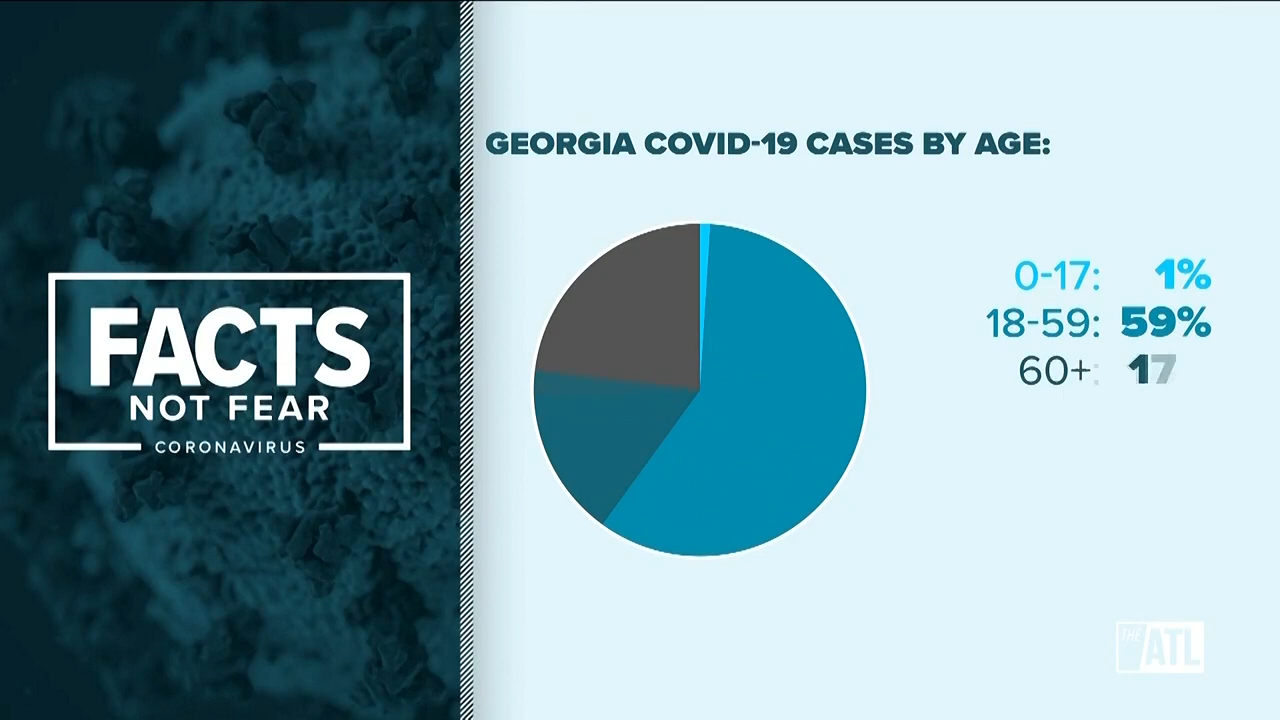 FACTS
NOT FEAR
CORONAVIRUS
GEORGIA COVID-19 CASES BY AGE:
0-17: 1%
18-59: 59%
60+: 17
THE ATL